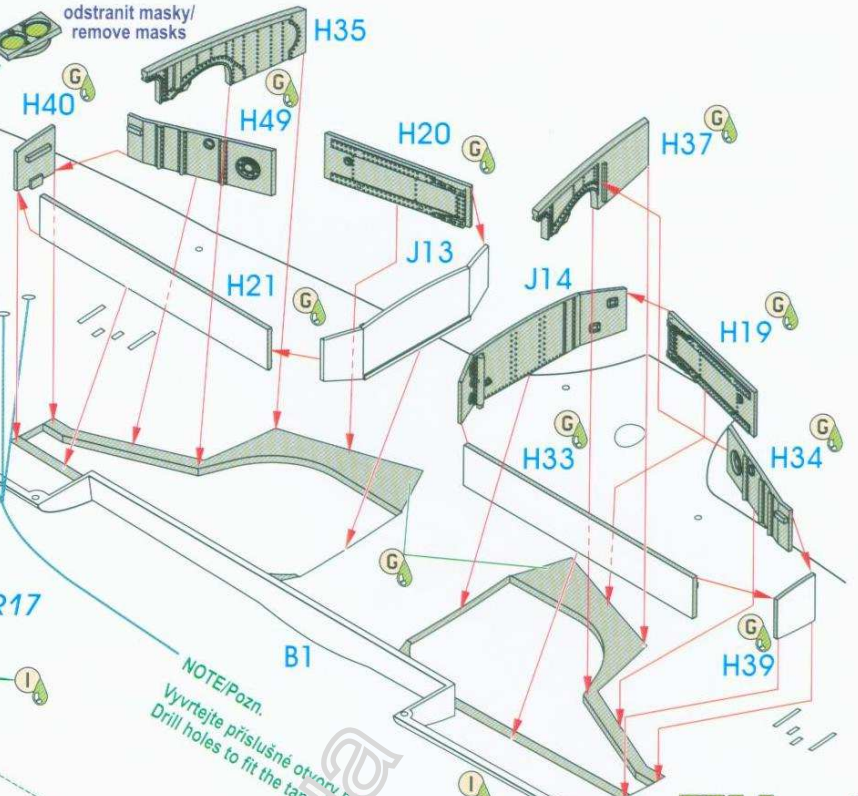 odstranit masky/
remove masks
H35
G
G
H40
H49
H20
G
G
H37
G
J13
H21
G
J14
G
H19
G
H33
H34
G
G
B1
G
H39
I
NOTE/Pozn.
Vyvrtejte příslušné otvory
Drill holes to fit the
I